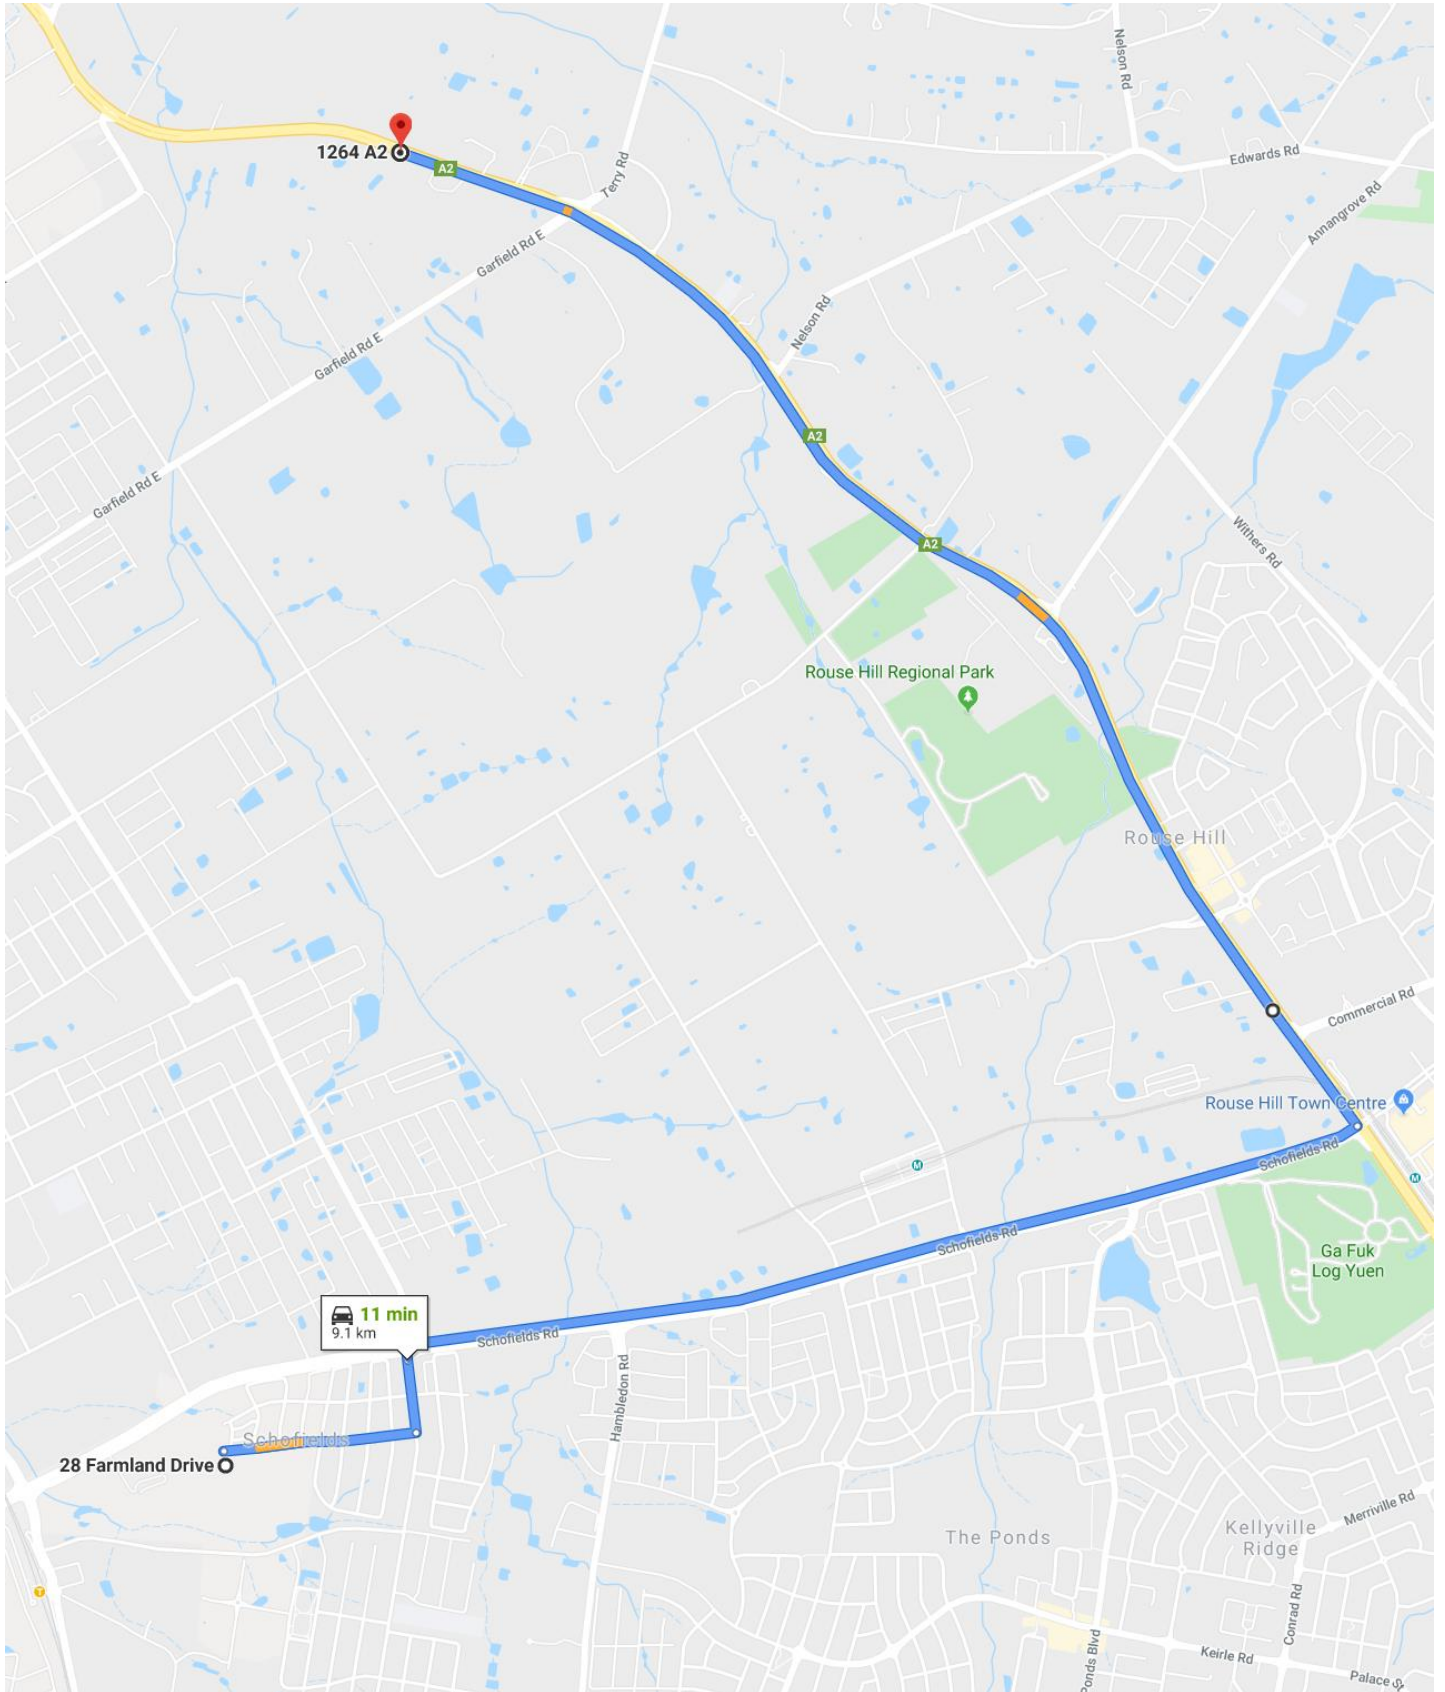 Nelson Rd
1264 A2
A2
Terry Rd
Edwards Rd
Annangrove Rd
Garfield Rd E
Nelson Rd
Garfield Rd E
A2
Garfield Rd E
Withers Rd
A2
Rouse Hill Regional Park
Rouse Hill
Commercial Rd
Rouse Hill Town Centre
Schofields Rd
M
M
Schofields Rd
Ga Fuk
Log Yuen
11 min
9.1 km
Schofields Rd
Hambledon Rd
Schofields
28 Farmland Drive
Merriville Rd
The Ponds
Kellyville
Ridge
T
Conrad Rd
Ponds Blvd
Keirle Rd
Palace St